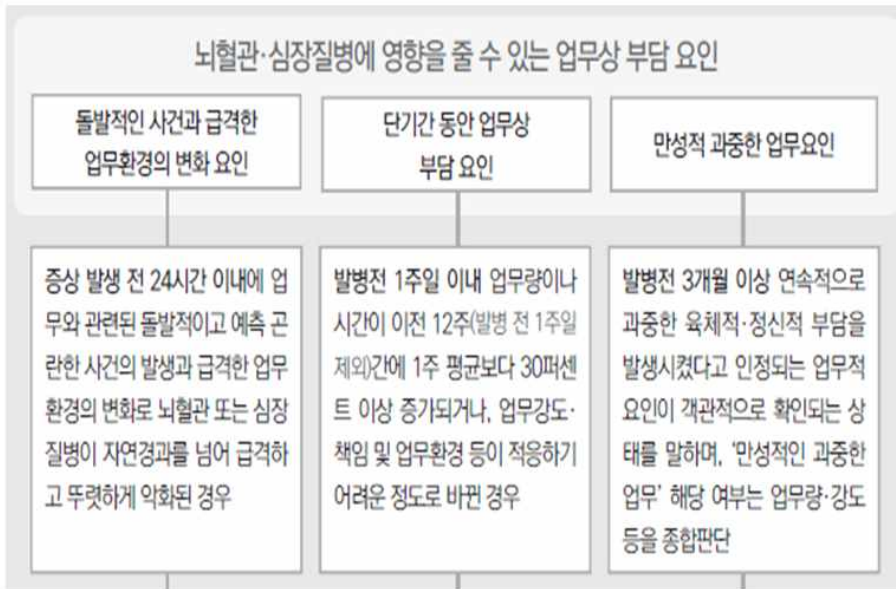 뇌혈관·심장질병에 영향을 줄 수 있는 업무상 부담 요인
돌발적인 사건과 급격한
업무환경의 변화 요인
단기간 동안 업무상
부담 요인
만성적 과중한 업무요인
증상 발생 전 24시간 이내에 업
무와 관련된 돌발적이고 예측 곤
란한 사건의 발생과 급격한 업무
환경의 변화로 뇌혈관 또는 심장
질병이 자연경과를 넘어 급격하
고 뚜렷하게 악화된 경우
발병전 1주일 이내 업무량이나
시간이 이전 12주(발병 전 1주일
제외)간에 1주 평균보다 30퍼센
트 이상 증가되거나, 업무강도·
책임 및 업무환경 등이 적응하기
어려운 정도로 바뀐 경우
발병전 3개월 이상 연속적으로
과중한 육체적·정신적 부담을
발생시켰다고 인정되는 업무적
요인이 객관적으로 확인되는 상
태를 말하며, '만성적인 과중한
업무' 해당 여부는 업무량·강도
등을 종합판단